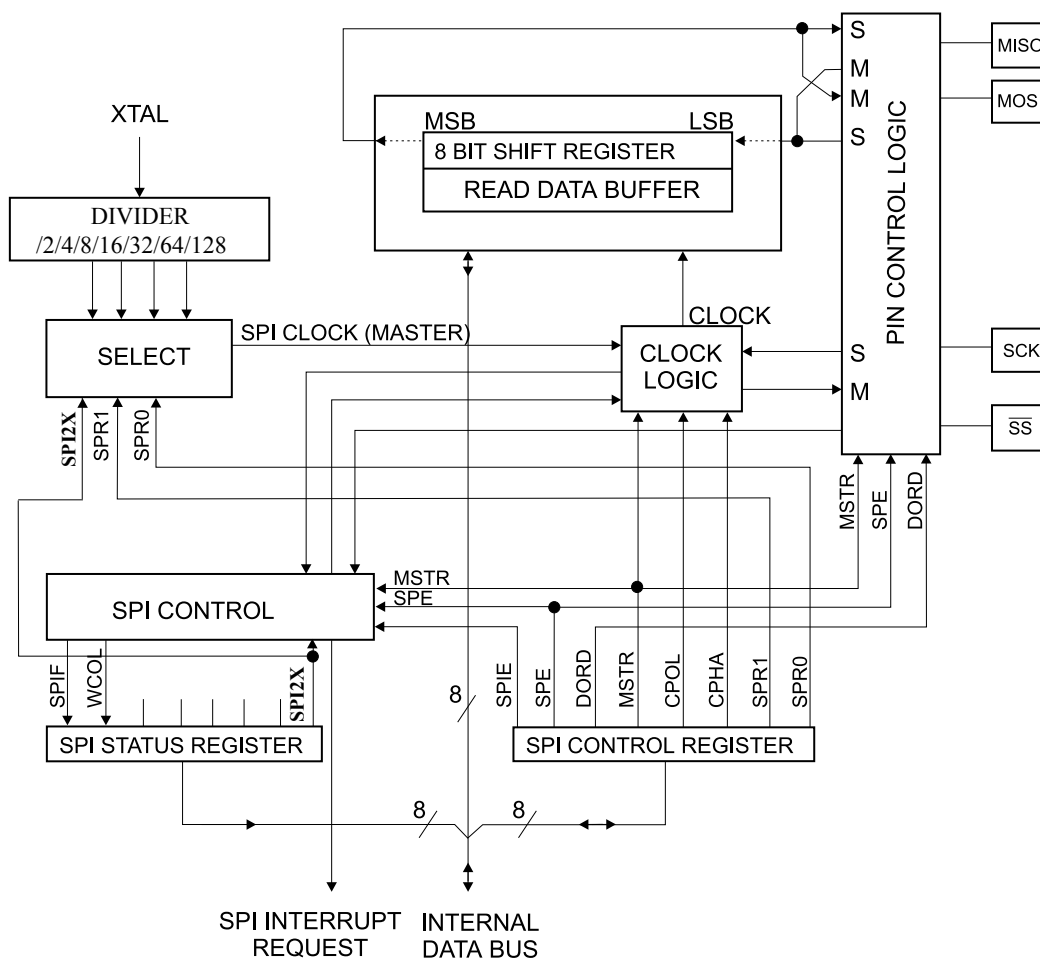 S
MISO
M
M
MOS
XTAL
MSB
LSB
S
8 BIT SHIFT REGISTER
READ DATA BUFFER
DIVIDER
/2/4/8/16/32/64/128
PIN CONTROL LOGIC
SPI CLOCK (MASTER)
CLOCK
SELECT
CLOCK
LOGIC
S
SCK
M
SS
SPI2X
SPR1
SPR0
MSTR
SPE
DORD
SPI CONTROL
MSTR
SPE
SPIF
WCOL
SPI2X
8
SPIE
SPE
DORD
MSTR
CPOL
CPHA
SPR1
SPR0
SPI STATUS REGISTER
SPI CONTROL REGISTER
8
8
SPI INTERRUPT
REQUEST
INTERNAL
DATA BUS